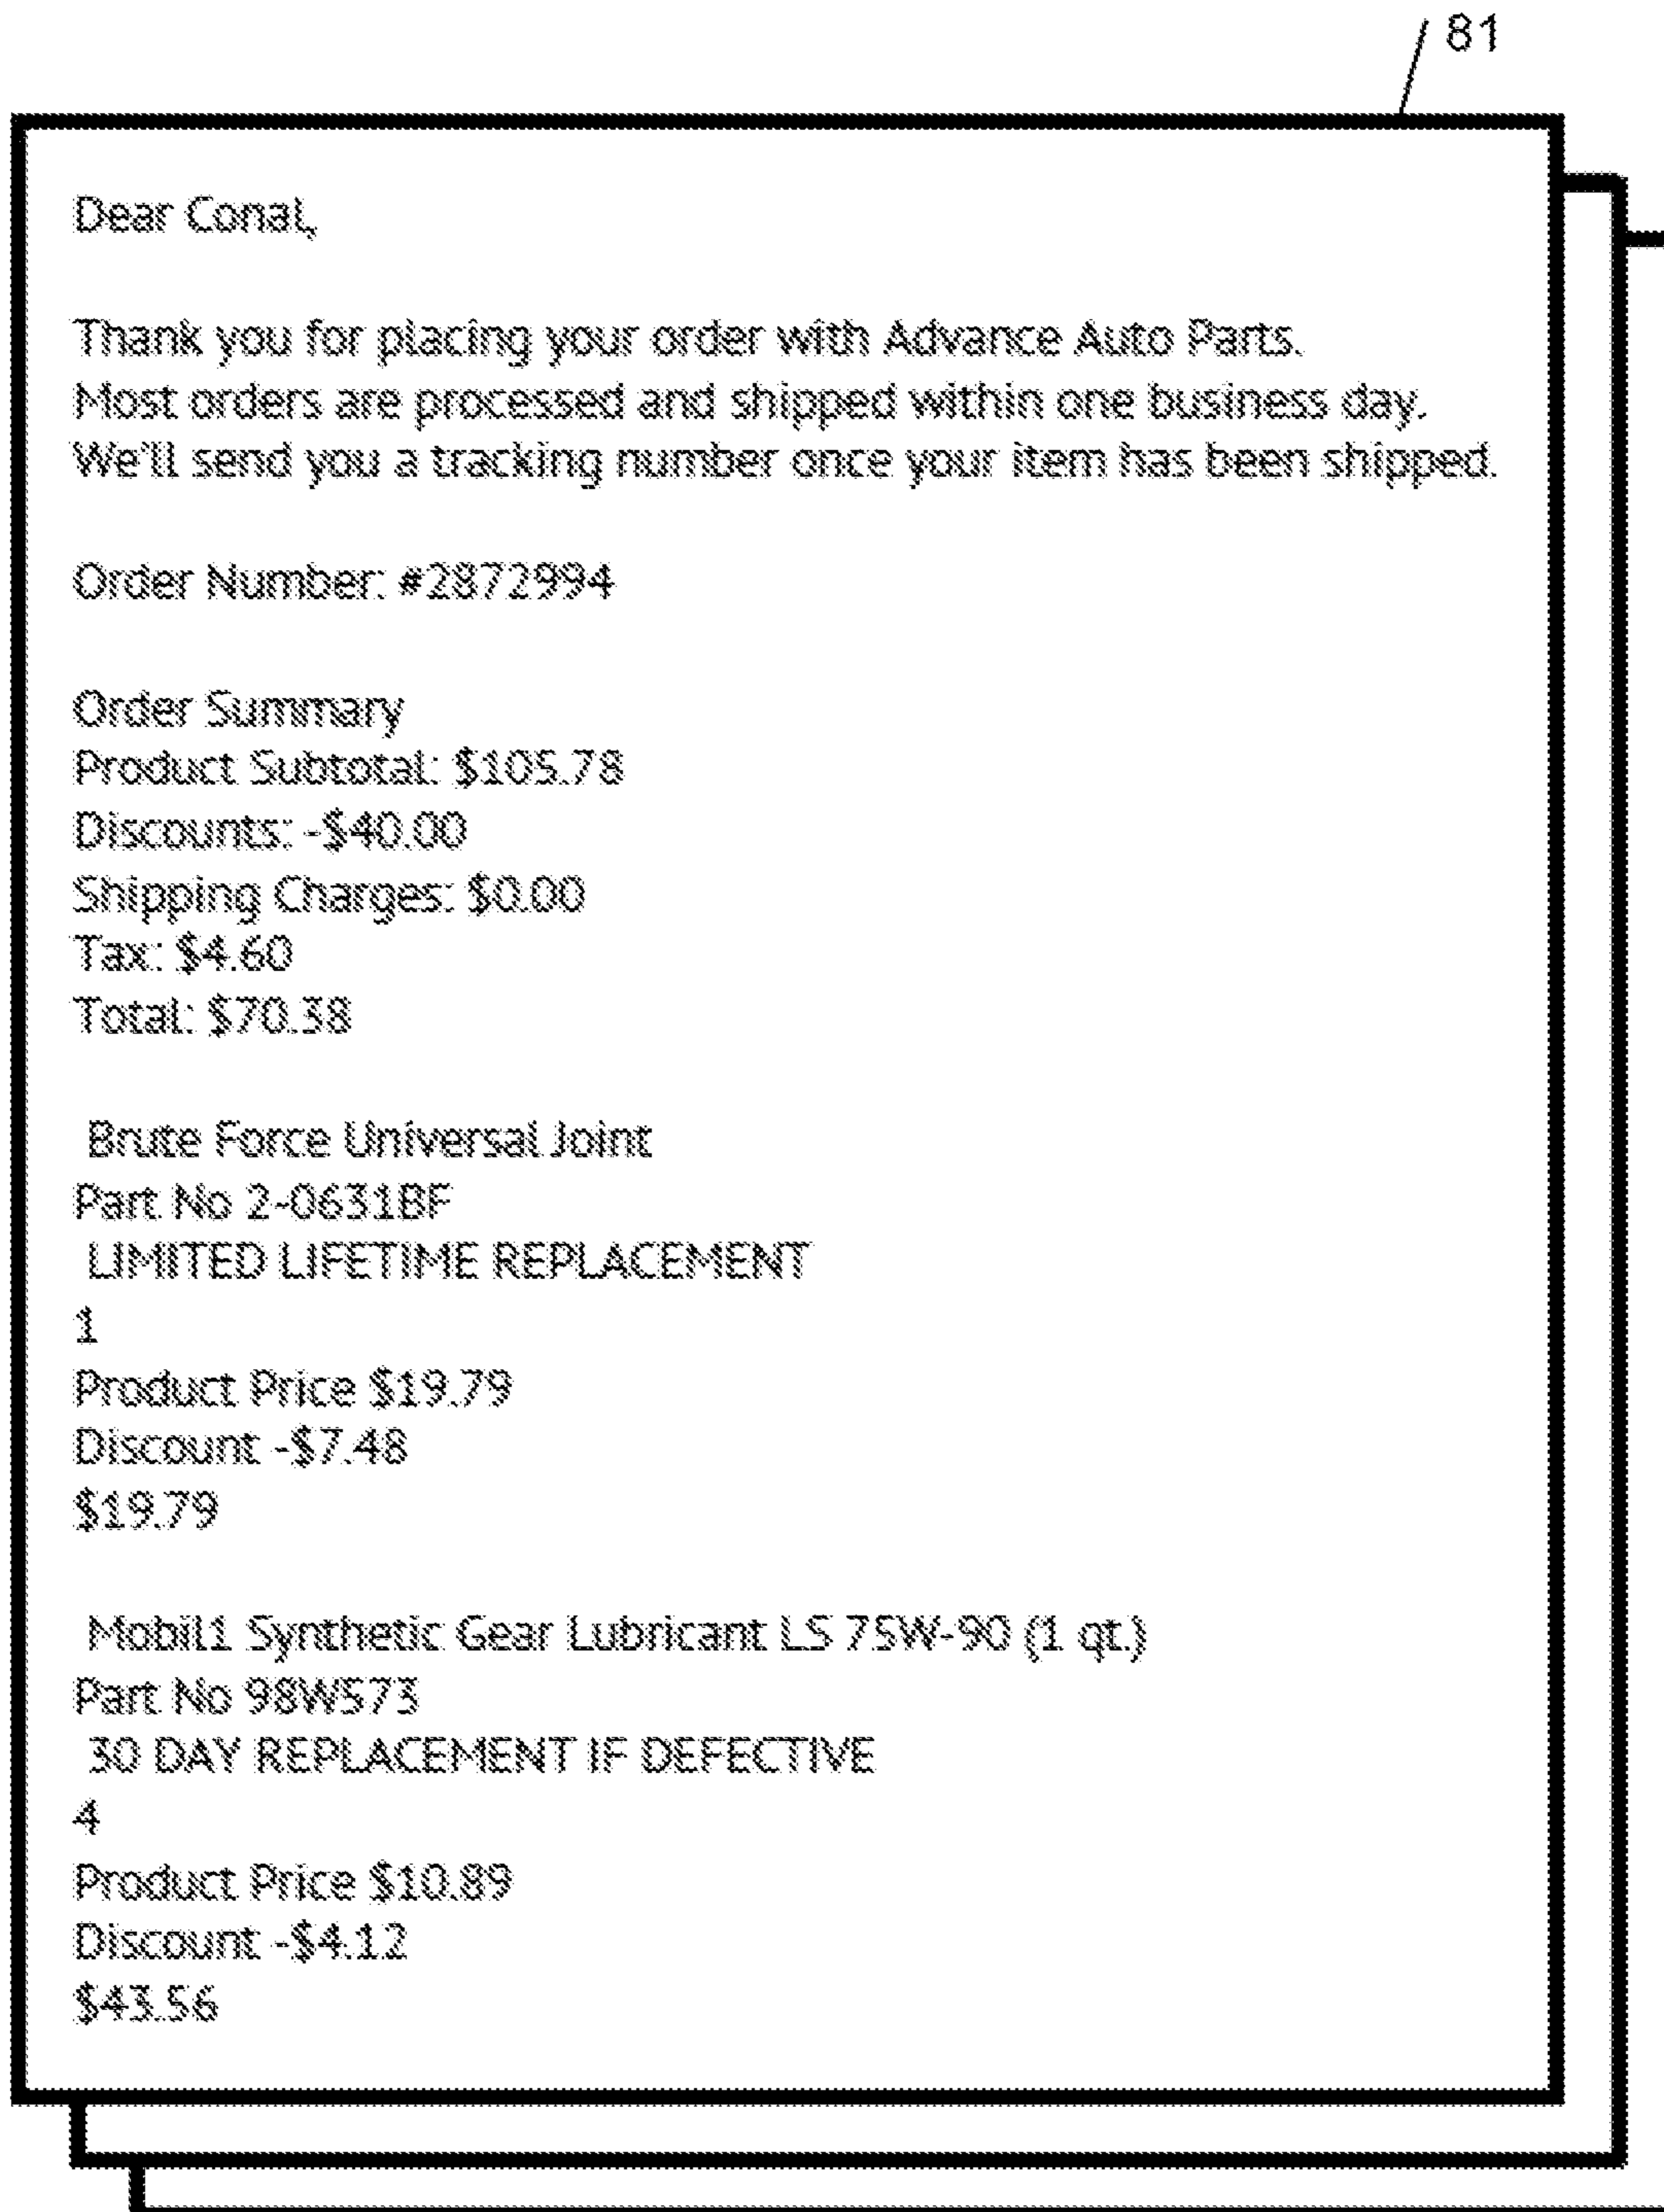 81
Dear Conal,
Thank you for placing your order with Advance Auto Parts.
Most orders are processed and shipped within one business day.
We'll send you a tracking number once your item has been shipped.
Order Number: #2872994
Order Summary
Product Subtotal: $105.78
Discounts: -$40.00
Shipping Charges: $0.00
Tax: $4.60
Total: $70.38
Brute Force Universal Joint
Part No 2-0631BF
LIMITED LIFETIME REPLACEMENT
1
Product Price $19.79
Discount -$7.48
$19.79
Mobil1 Synthetic Gear Lubricant LS 75W-90 (1 qt.)
Part No 98W573
30 DAY REPLACEMENT IF DEFECTIVE
4
Product Price $10.89
Discount -$4.12
$43.56